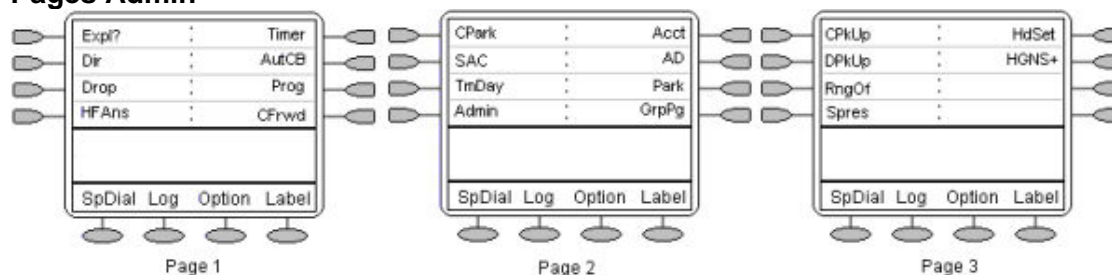 Pages Admin
Expl? : Timer
Dir : AutCB
Drop : Prog
HFAns : CFrwd
SpDial Log Option Label
Page 1
CPark : Acct
SAC : AD
TmDay : Park
Admin : GrpPg
SpDial Log Option Label
Page 2
CPkUp : HdSet
DPkUp : HGNS+
RngOf :
Spres :
SpDial Log Option Label
Page 3